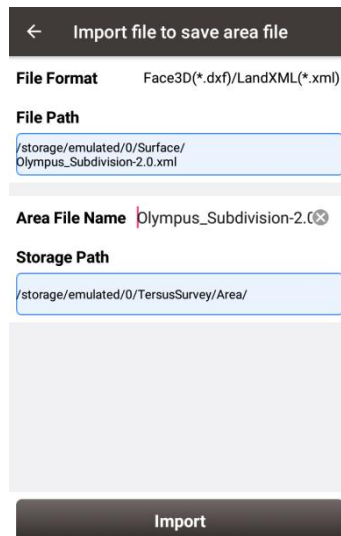 Import file to save area file
File Format Face3D(*.dxf)/LandXML(*.xml)
File Path
/storage/emulated/0/Surface/
Olympus_Subdivision-2.0.xml
Area File Name Olympus_Subdivision-2.0
Storage Path
/storage/emulated/0/TersusSurvey/Area/
Import